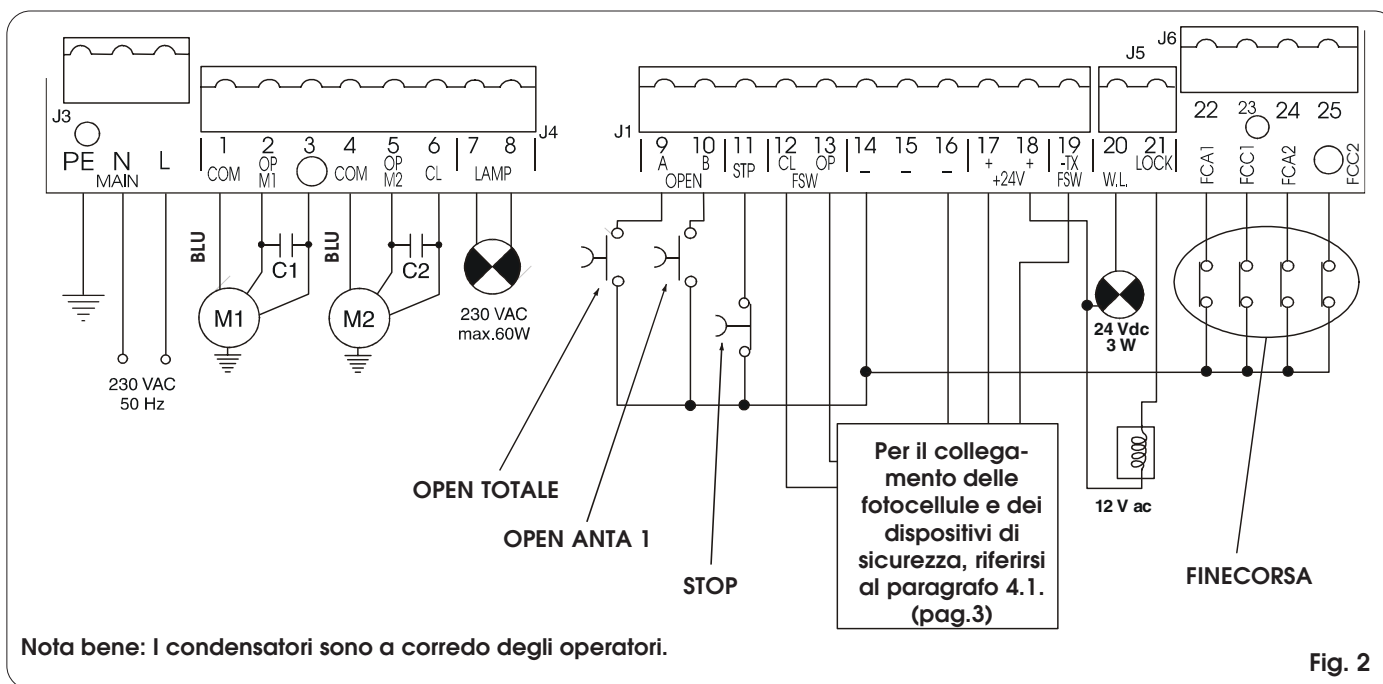 J6
J5
J3
J4
J1
PE N L
MAIN
1 2 3 4 5 6 7 8
COM OP M1 COM OP M2 CL LAMP
9 10 11 12 13 14 15 16 17 18 19 20 21
A B STP CL OP – – – + + -TX LOCK
OPEN FSW +24V FSW W.L.
22 23 24 25
FCA1 FCC1 FCA2 FCC2
BLU BLU
C1 C2
M1 M2
230 VAC
max.60W
230 VAC
50 Hz
24 Vdc
3 W
12 V ac
OPEN TOTALE
OPEN ANTA 1
STOP
Per il collega-
mento delle
fotocellule e dei
dispositivi di
sicurezza, riferirsi
al paragrafo 4.1.
(pag.3)
FINECORSA
Nota bene: I condensatori sono a corredo degli operatori.
Fig. 2